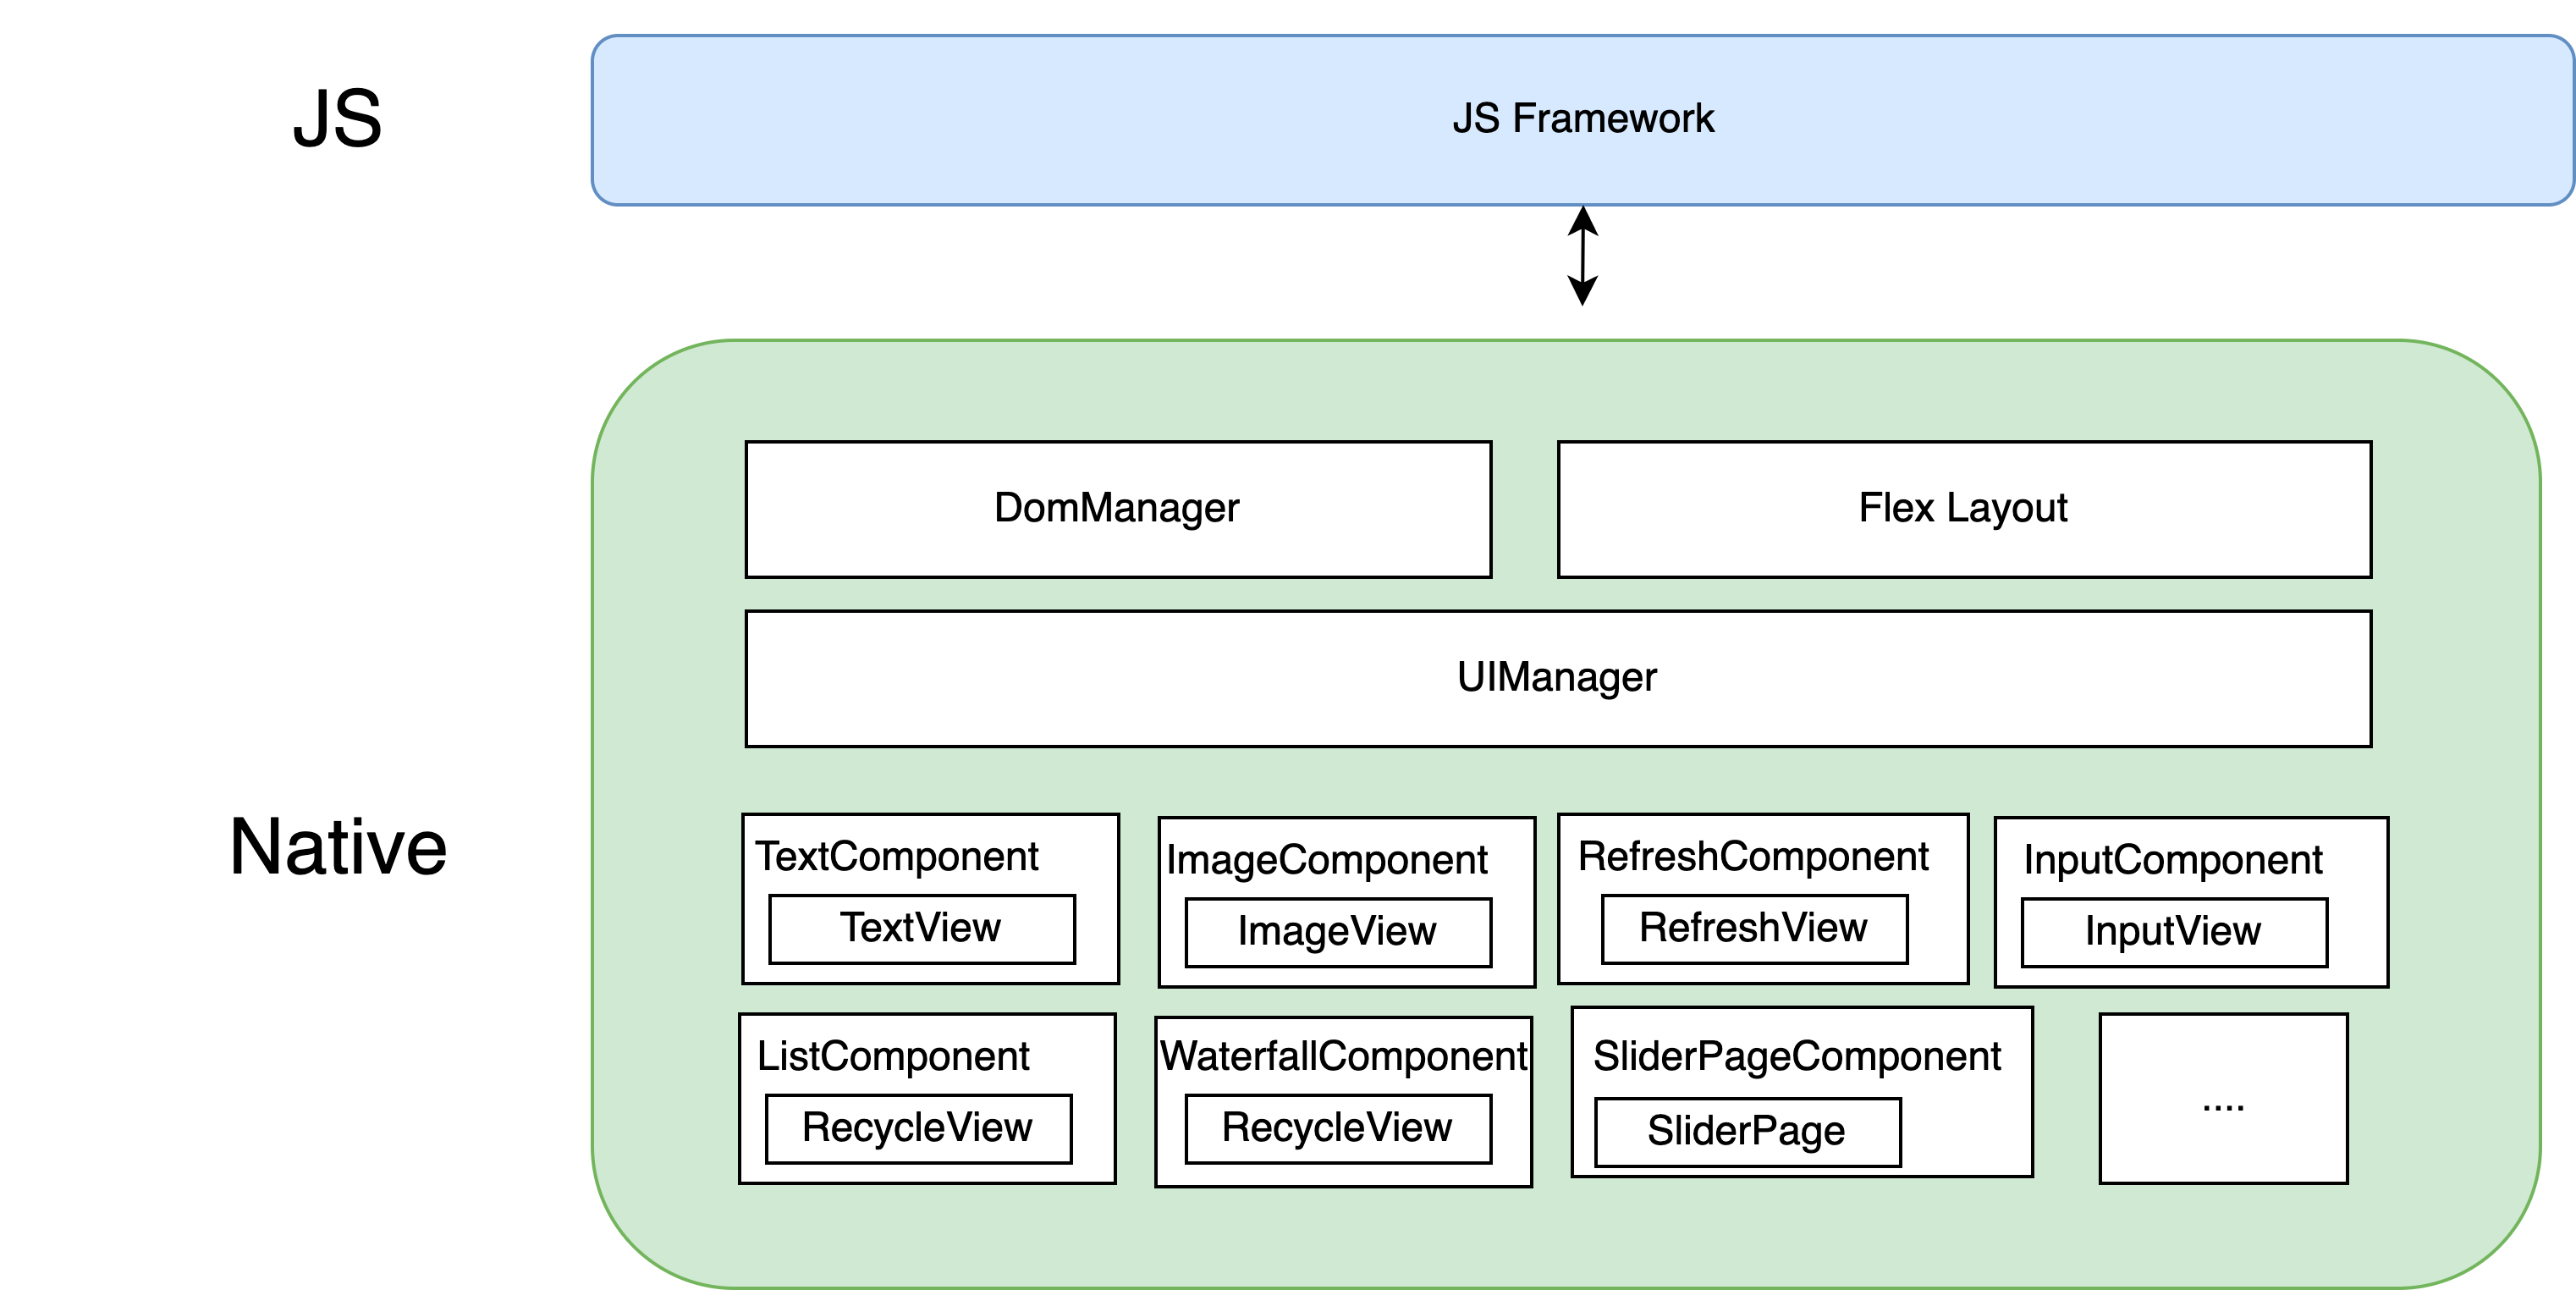 JS
JS Framework
DomManager
Flex Layout
UIManager
Native
TextComponent
TextView
ImageComponent
ImageView
RefreshComponent
RefreshView
InputComponent
InputView
ListComponent
RecycleView
WaterfallComponent
RecycleView
SliderPageComponent
SliderPage
....